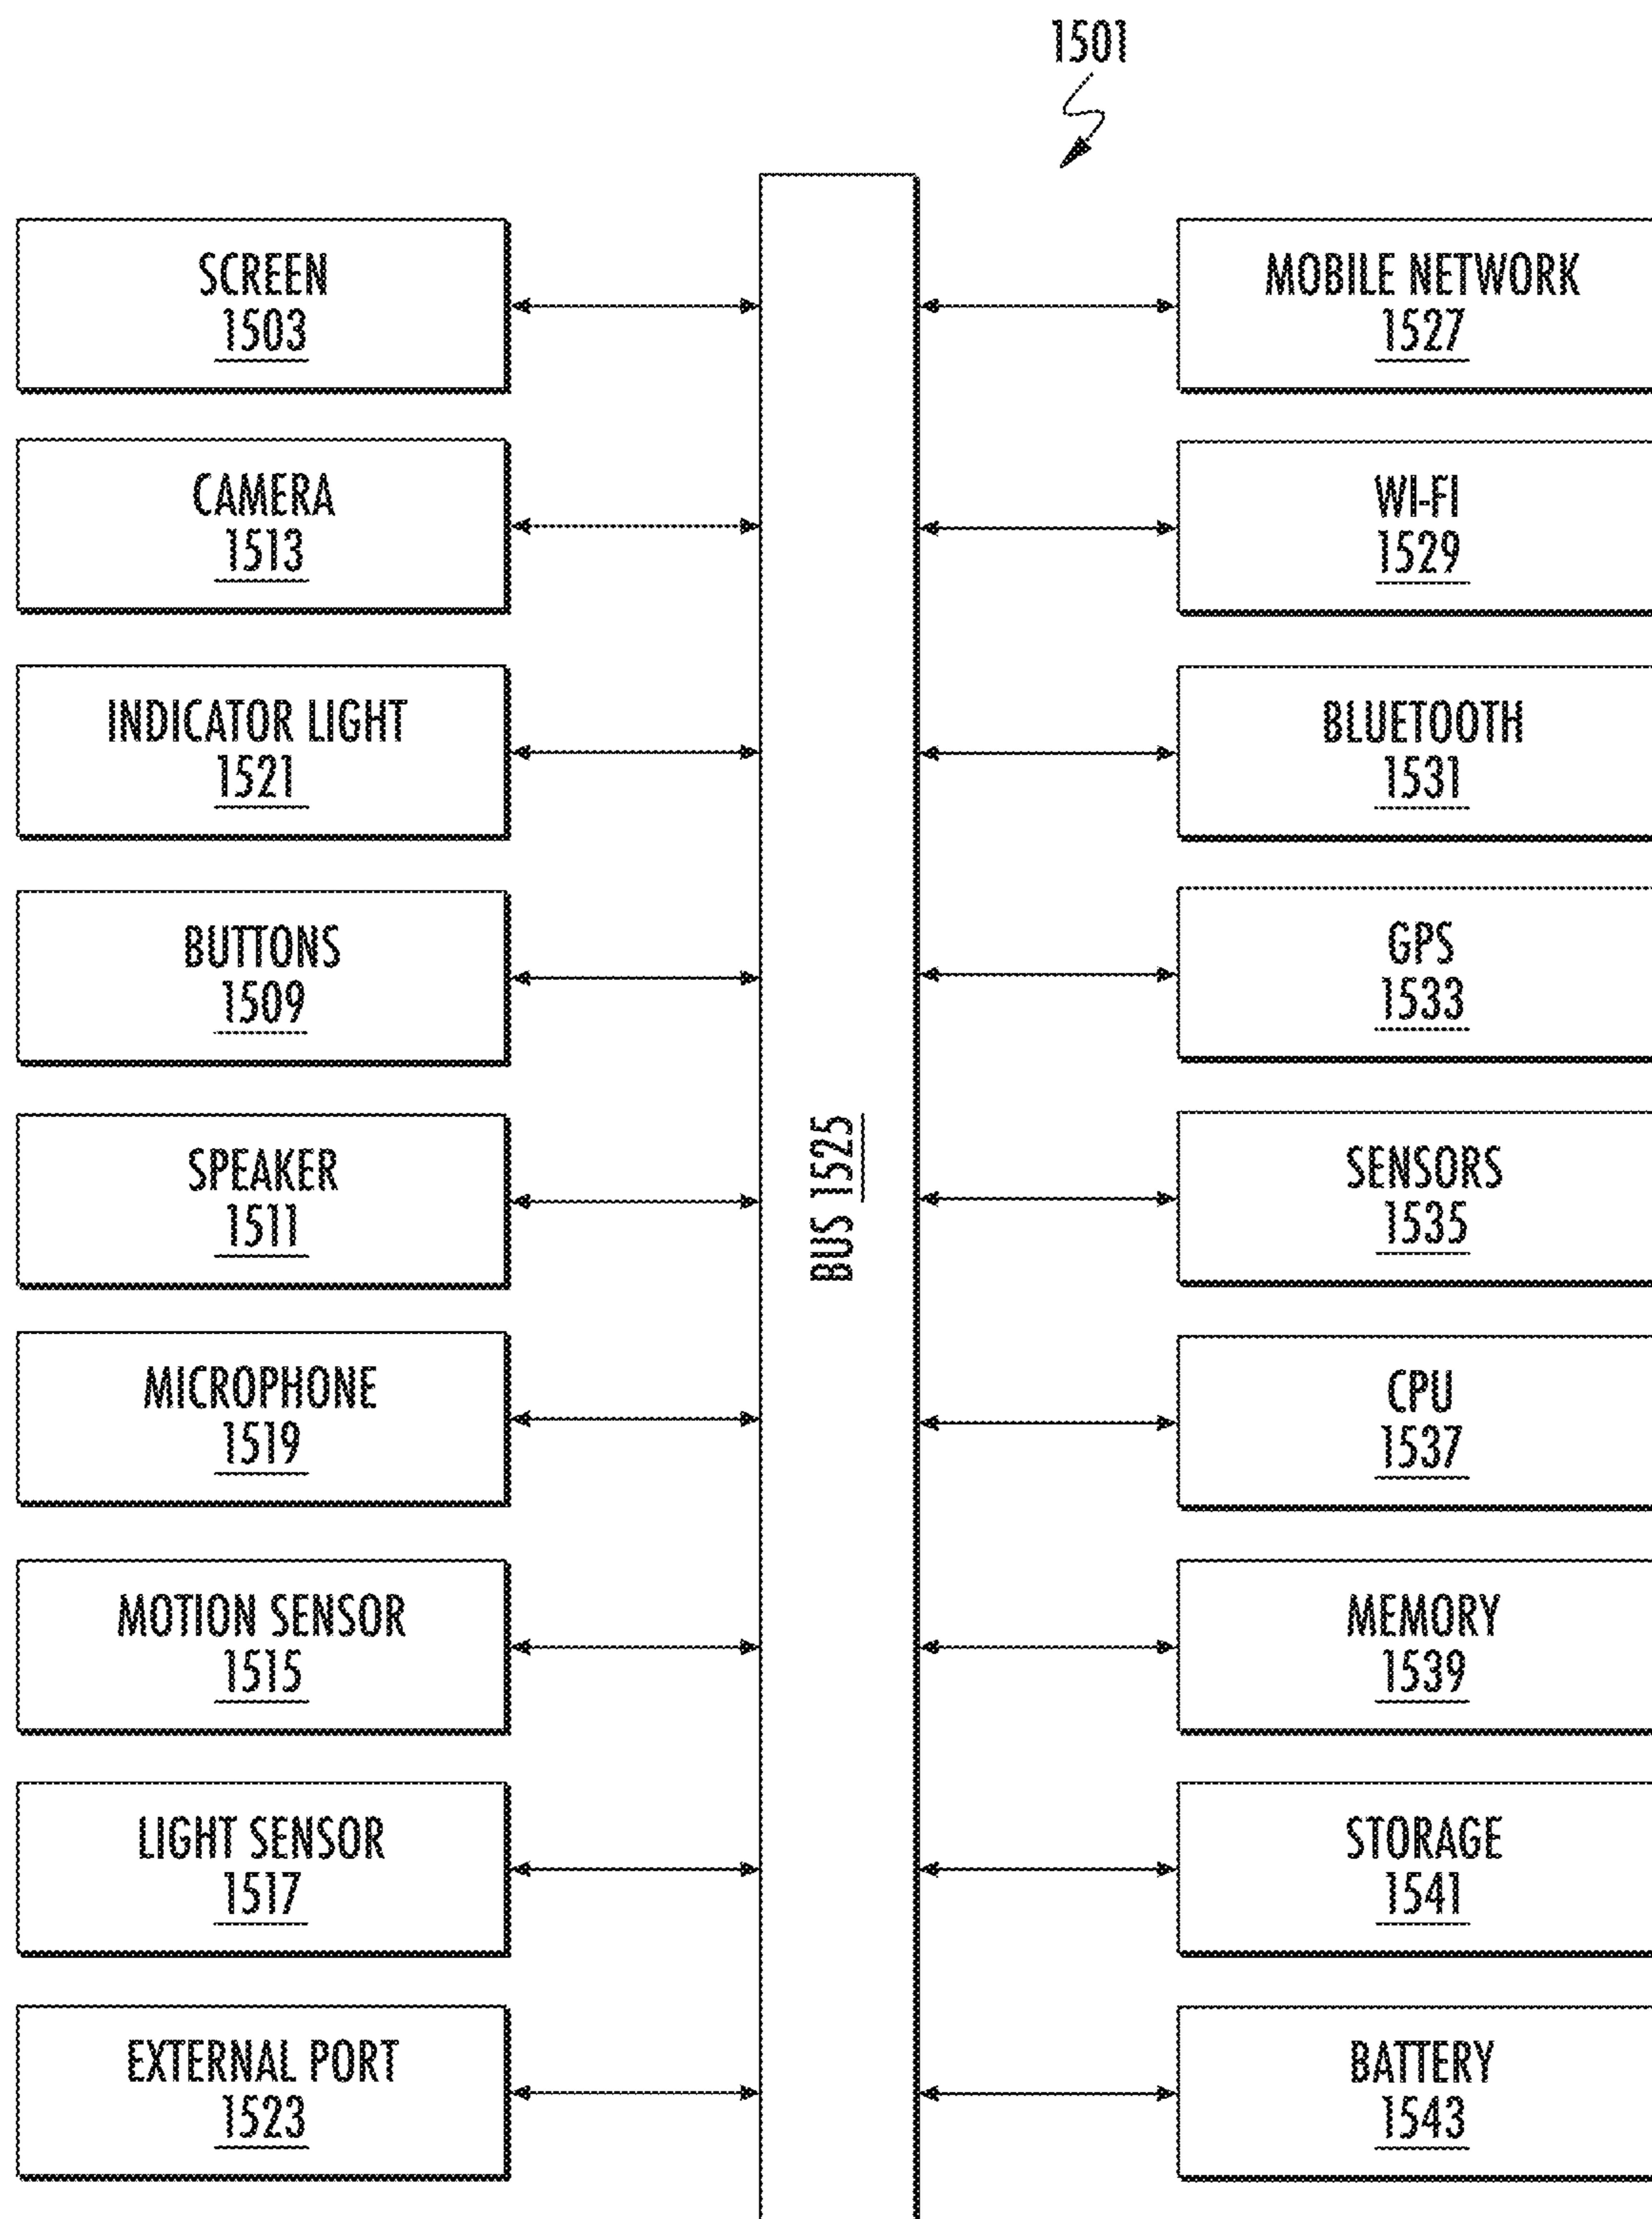 1501
SCREEN
1503
CAMERA
1513
INDICATOR LIGHT
1521
BUTTONS
1509
SPEAKER
1511
MICROPHONE
1519
MOTION SENSOR
1515
LIGHT SENSOR
1517
EXTERNAL PORT
1523
BUS 1525
MOBILE NETWORK
1527
WI-FI
1529
BLUETOOTH
1531
GPS
1533
SENSORS
1535
CPU
1537
MEMORY
1539
STORAGE
1541
BATTERY
1543